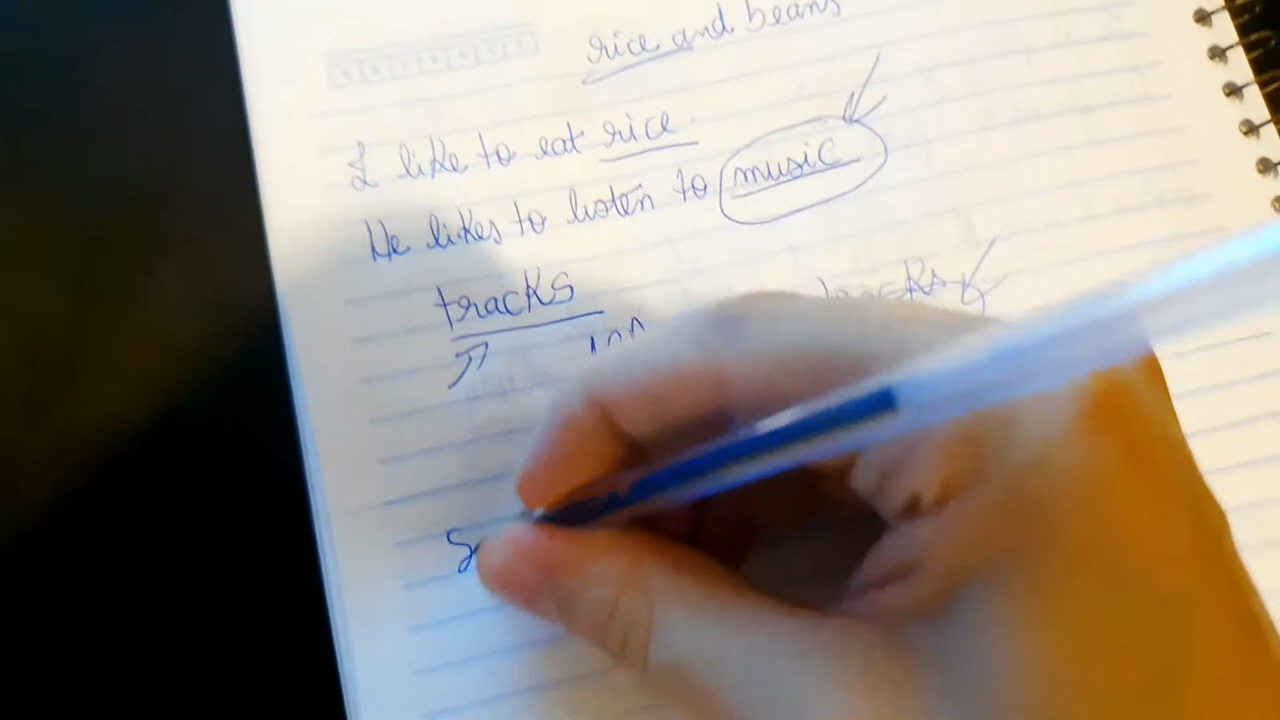 rice and beans
I like to eat rice.
He likes to listen to music
tracks
S